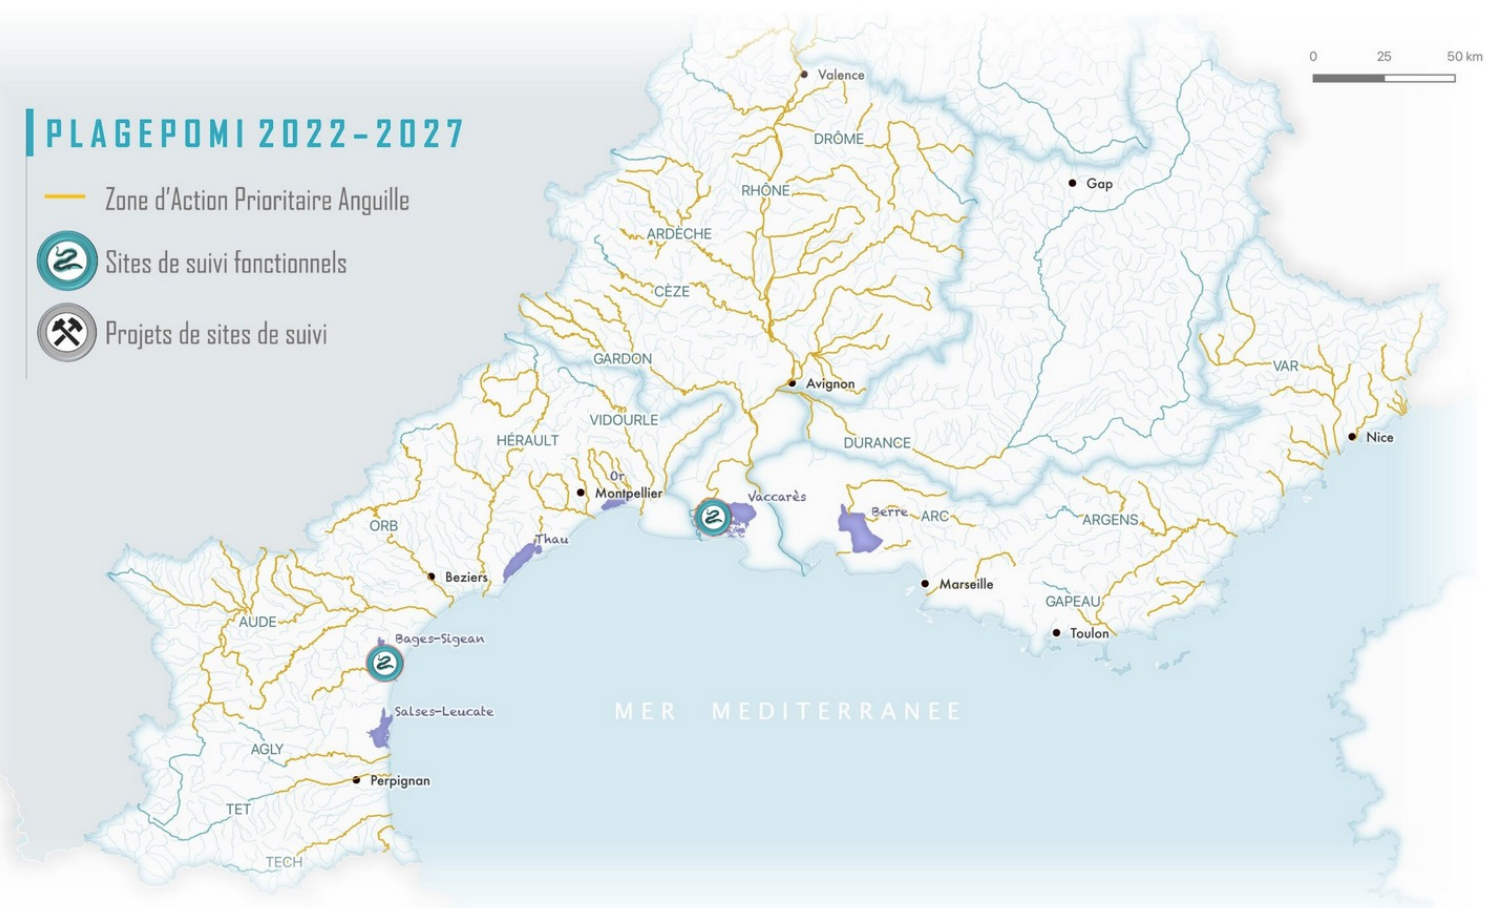 0 25 50 km
Valence
PLAGEPOMI 2022-2027
DRÔME
Zone d'Action Prioritaire Anguille
Gap
RHÔNE
ARDÈCHE
Sites de suivi fonctionnels
CÈZE
Projets de sites de suivi
GARDON
VAR
Avignon
VIDOURLE
HÉRAULT
DURANCE
Nice
Or
Montpellier
Vaccarès
Berre
ARC
ARGENS
ORB
Thau
Beziers
Marseille
GAPEAU
AUDE
Toulon
Bages-Sigean
Salses-Leucate
MER MEDITERRANEE
AGLY
Perpignan
TET
TECH